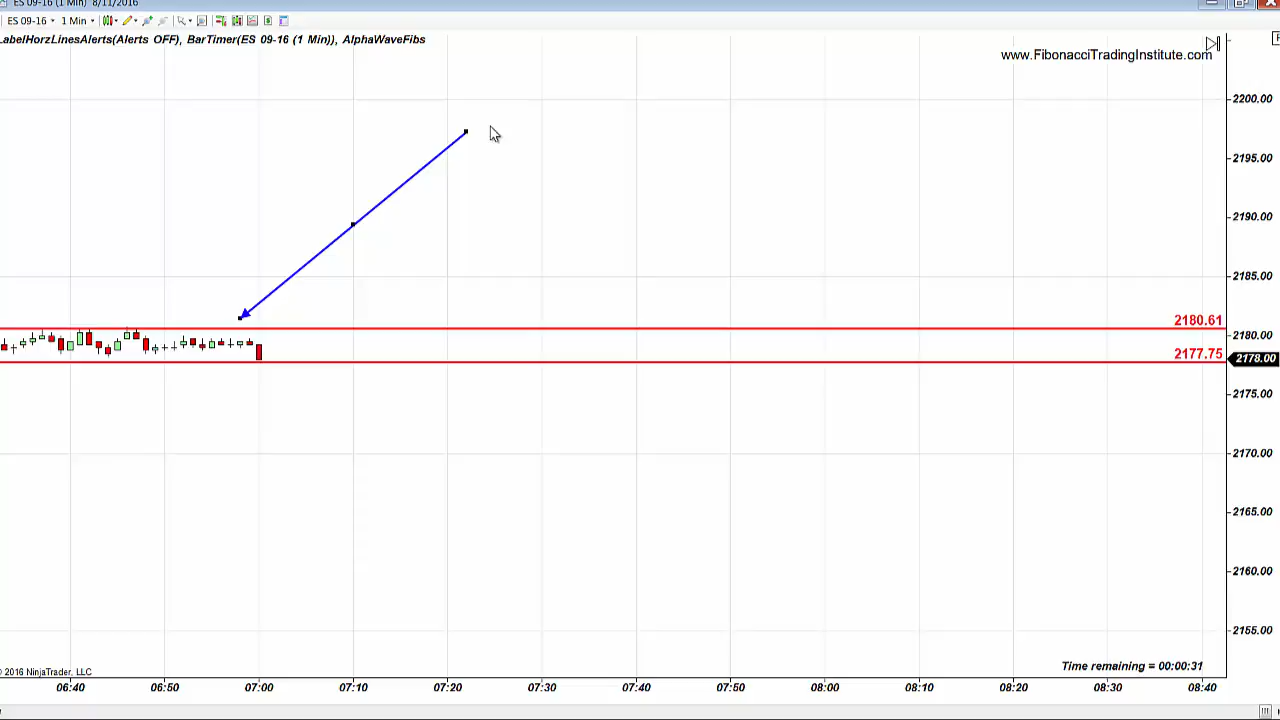 ES 09-16 (1 Min) 8/11/2016
ES 09-16 1 Min
LabelHorzLinesAlerts(Alerts OFF), BarTimer(ES 09-16 (1 Min)), AlphaWaveFibs
www.FibonacciTradingInstitute.com
2200.00
2195.00
2190.00
2185.00
2180.61
2180.00
2177.75
2178.00
2175.00
2170.00
2165.00
2160.00
2155.00
Time remaining = 00:00:31
© 2016 NinjaTrader, LLC
06:40 06:50 07:00 07:10 07:20 07:30 07:40 07:50 08:00 08:10 08:20 08:30 08:40